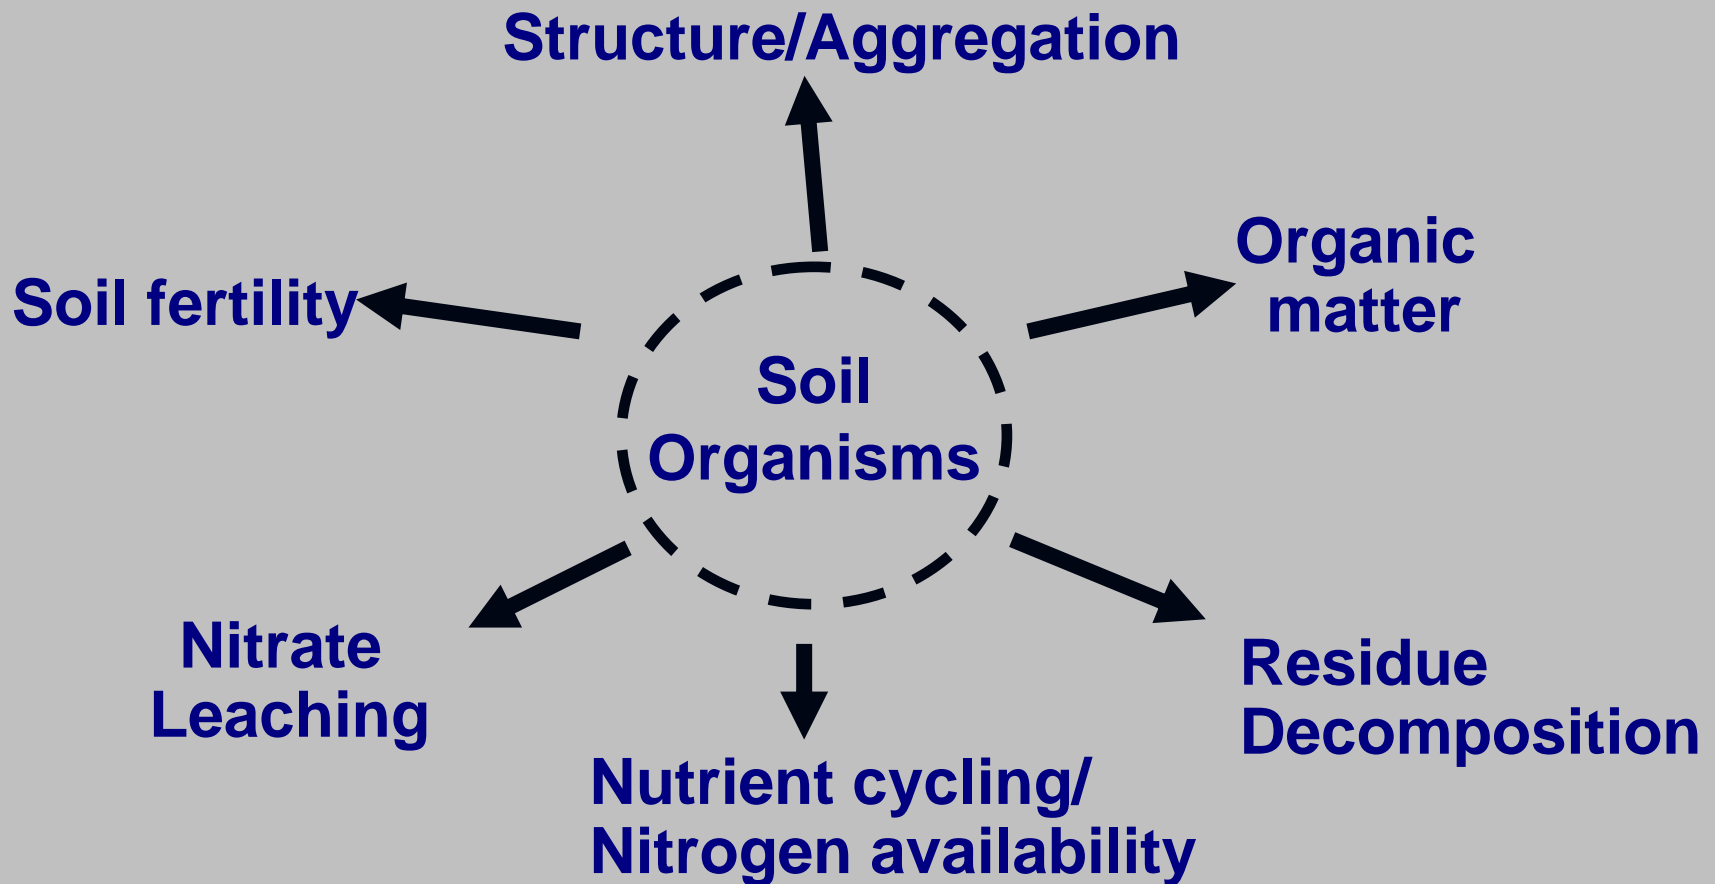 Structure/Aggregation
Organic
matter
Soil fertility
Soil
Organisms
Nitrate
Leaching
Residue
Decomposition
Nutrient cycling/
Nitrogen availability